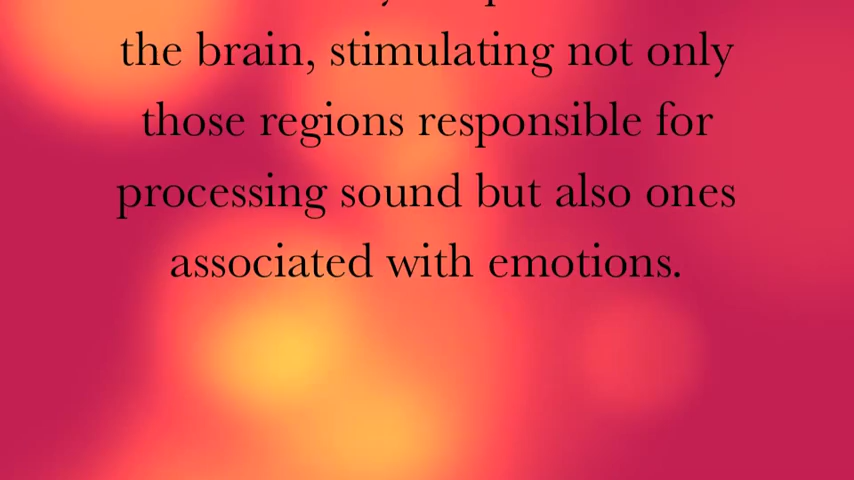 the brain, stimulating not only
those regions responsible for
processing sound but also ones
associated with emotions.